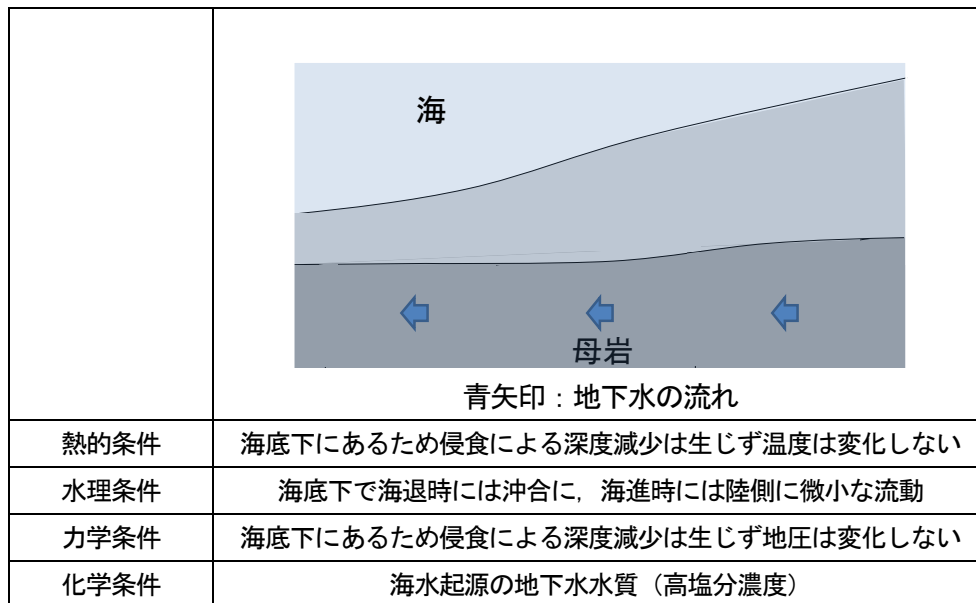 海
母岩
青矢印：地下水の流れ
熱的条件 海底下にあるため侵食による深度減少は生じず温度は変化しない
水理条件 海底下で海退時には沖合に，海進時には陸側に微小な流動
力学条件 海底下にあるため侵食による深度減少は生じず地圧は変化しない
化学条件 海水起源の地下水水質（高塩分濃度）